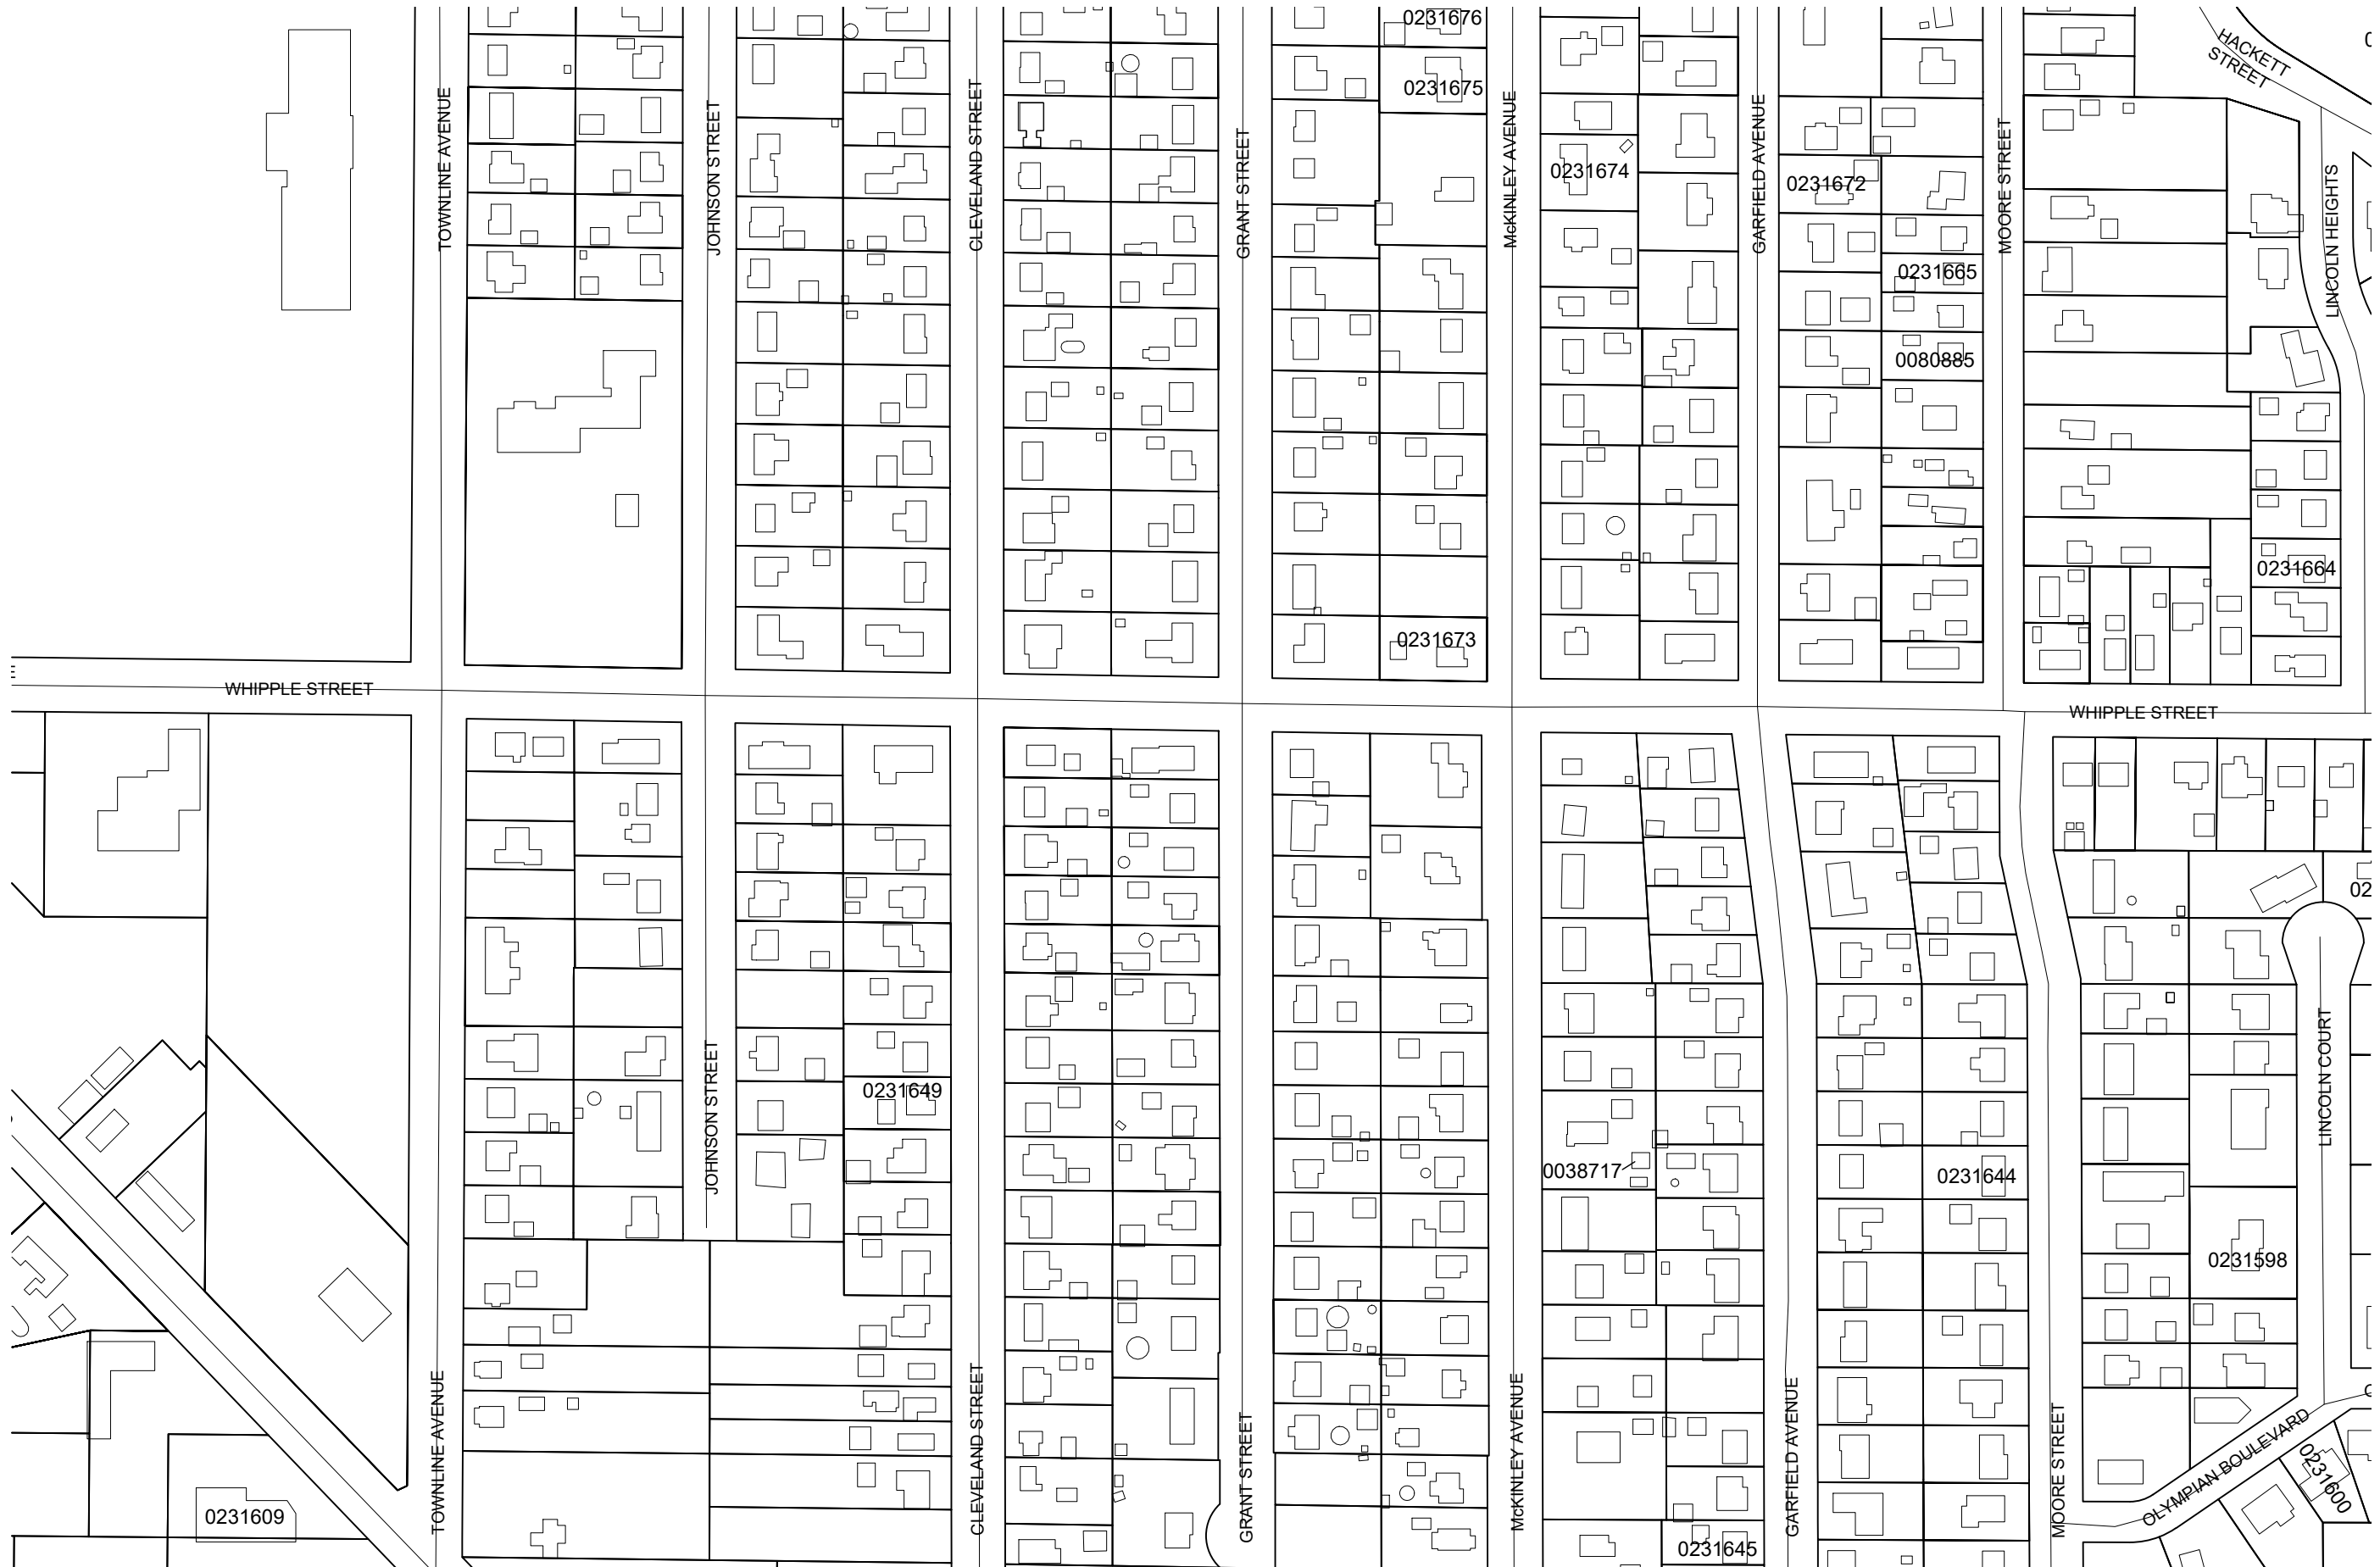 0231676
HACKETT
STREET
0231675
TOWNLINE AVENUE
JOHNSON STREET
CLEVELAND STREET
GRANT STREET
McKINLEY AVENUE
GARFIELD AVENUE
MOORE STREET
LINCOLN HEIGHTS
0231674
0231672
0231665
0080885
0231664
0231673
WHIPPLE STREET
WHIPPLE STREET
JOHNSON STREET
0231649
LINCOLN COURT
0038717
0231644
0231598
TOWNLINE AVENUE
CLEVELAND STREET
GRANT STREET
McKINLEY AVENUE
GARFIELD AVENUE
MOORE STREET
OLYMPIAN BOULEVARD
0231600
0231609
0231645